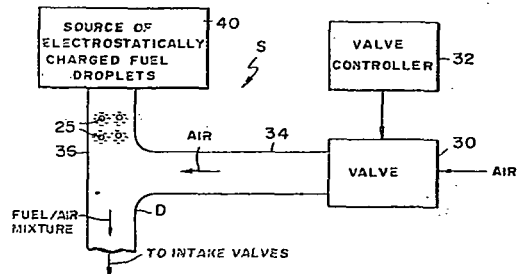 SOURCE OF
ELECTROSTATICALLY
CHARGED FUEL
DROPLETS
40
S
VALVE
CONTROLLER
32
25
36
AIR
34
30
VALVE
AIR
FUEL/AIR
MIXTURE
D
TO INTAKE VALVES